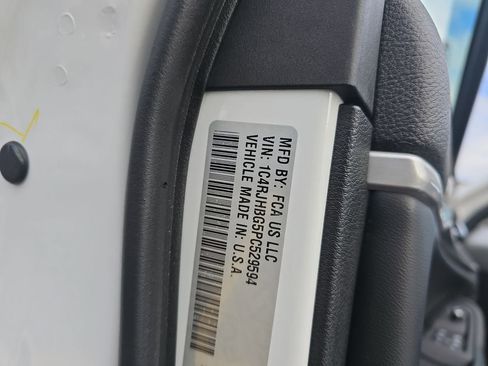 MFD BY: FCA US LLC
VIN: 1C4RJHBG5PC529594
VEHICLE MADE IN: U.S.A.